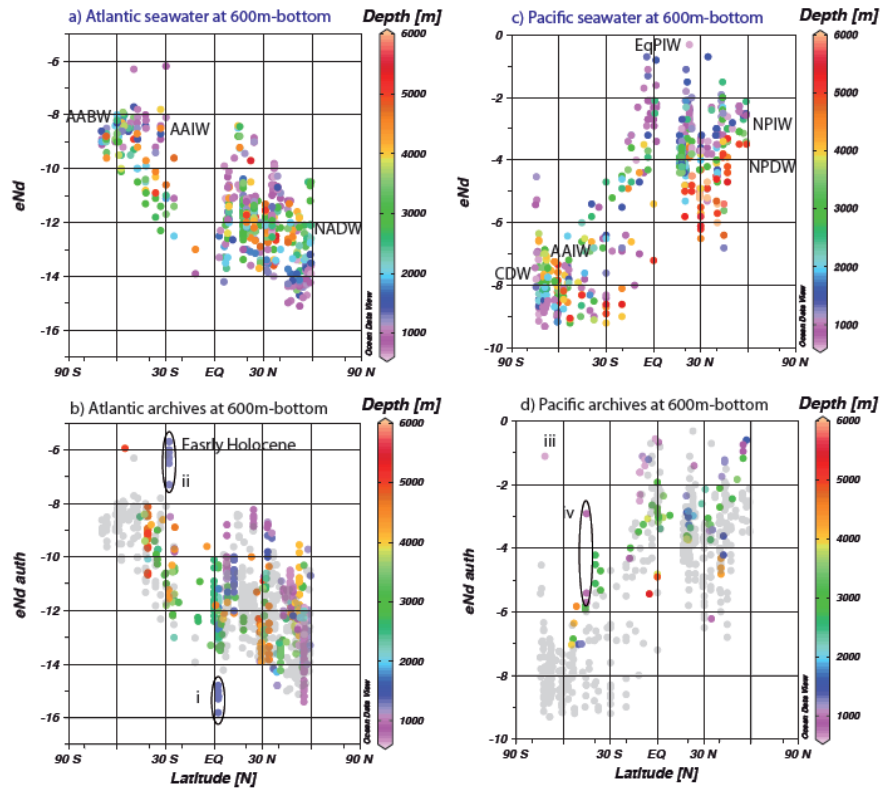 a) Atlantic seawater at 600m-bottom
Depth [m]
-6
-8
-10
-12
-14
-16
eNd
AABW
AAIW
NADW
90 S
30 S
EQ
30 N
90 N
6000
5000
4000
3000
2000
1000
Ocean Data View
c) Pacific seawater at 600m-bottom
Depth [m]
0
-2
-4
-6
-8
-10
eNd
EqPIW
NPIW
NPDW
AAIW
CDW
90 S
30 S
EQ
30 N
90 N
6000
5000
4000
3000
2000
1000
Ocean Data View
b) Atlantic archives at 600m-bottom
Depth [m]
-6
-8
-10
-12
-14
-16
eNd auth
Easrly Holocene
ii
i
90 S
30 S
EQ
30 N
90 N
Latitude [N]
6000
5000
4000
3000
2000
1000
Ocean Data View
d) Pacific archives at 600m-bottom
Depth [m]
0
-2
-4
-6
-8
-10
eNd auth
iii
iv
90 S
30 S
EQ
30 N
90 N
Latitude [N]
6000
5000
4000
3000
2000
1000
Ocean Data View